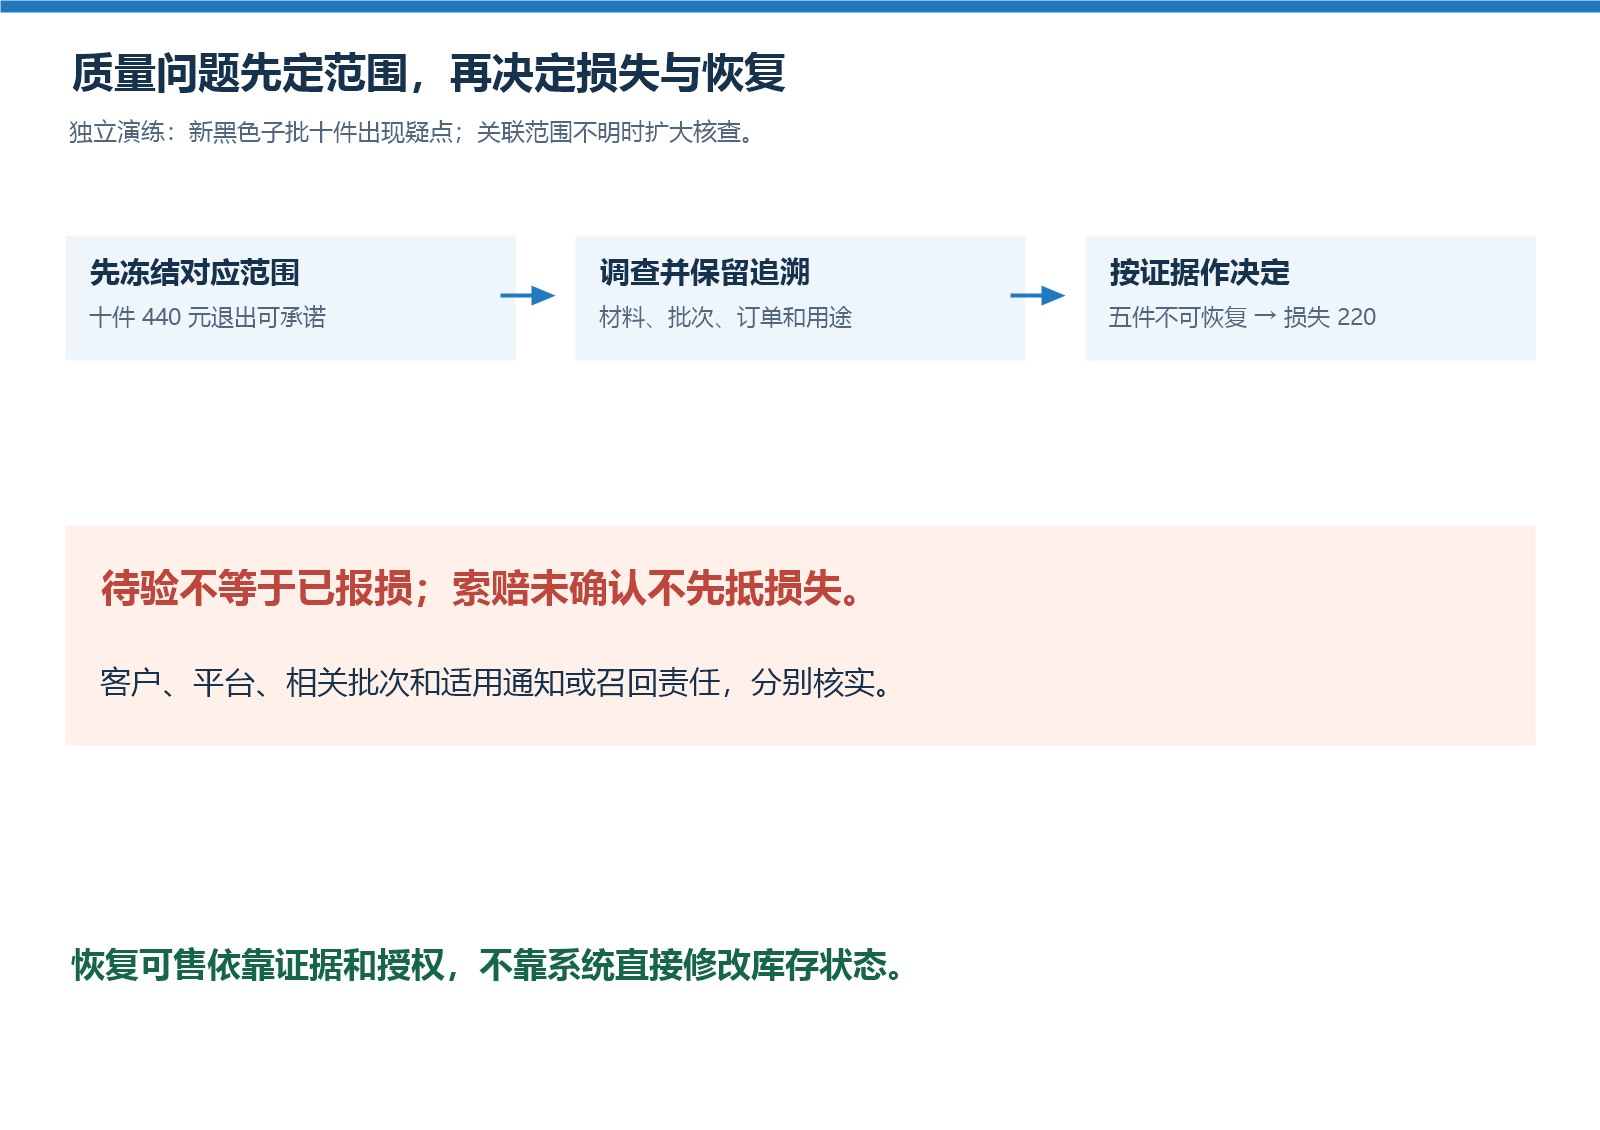 质量问题先定范围，再决定损失与恢复
独立演练：新黑色子批十件出现疑点；关联范围不明时扩大核查。
先冻结对应范围
十件 440 元退出可承诺
调查并保留追溯
材料、批次、订单和用途
按证据作决定
五件不可恢复 → 损失 220
待验不等于已报损；索赔未确认不先抵损失。
客户、平台、相关批次和适用通知或召回责任，分别核实。
恢复可售依靠证据和授权，不靠系统直接修改库存状态。